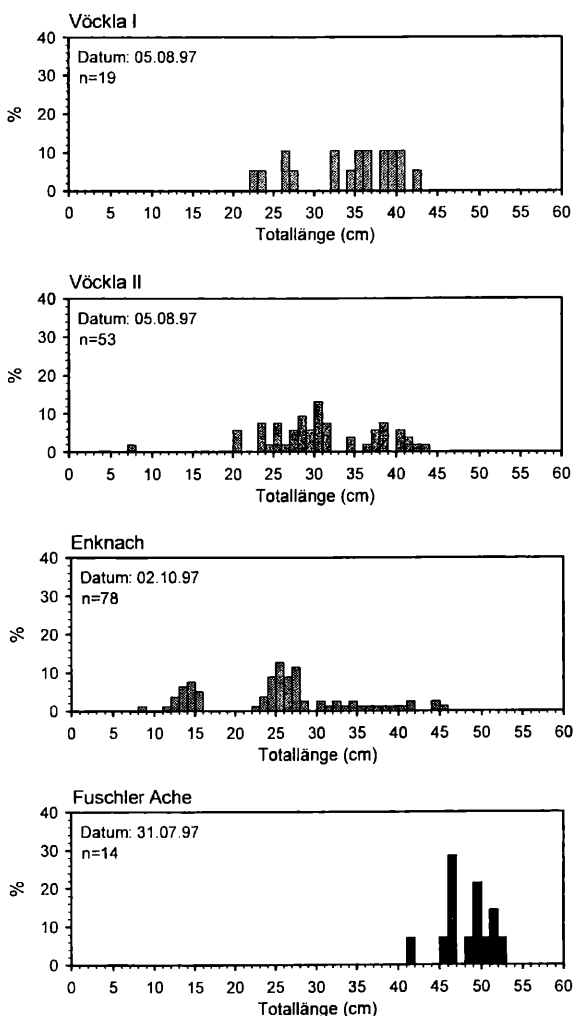 Vöckla I
40
Datum: 05.08.97
30
n=19
20
%
10
0
0 5 10 15 20 25 30 35 40 45 50 55 60
Totallänge (cm)
Vöckla II
40
Datum: 05.08.97
30
n=53
20
%
10
0
0 5 10 15 20 25 30 35 40 45 50 55 60
Totallänge (cm)
Enknach
40
Datum: 02.10.97
30
n=78
20
%
10
0
0 5 10 15 20 25 30 35 40 45 50 55 60
Totallänge (cm)
Fuschler Ache
40
Datum: 31.07.97
30
n=14
20
%
10
0
0 5 10 15 20 25 30 35 40 45 50 55 60
Totallänge (cm)